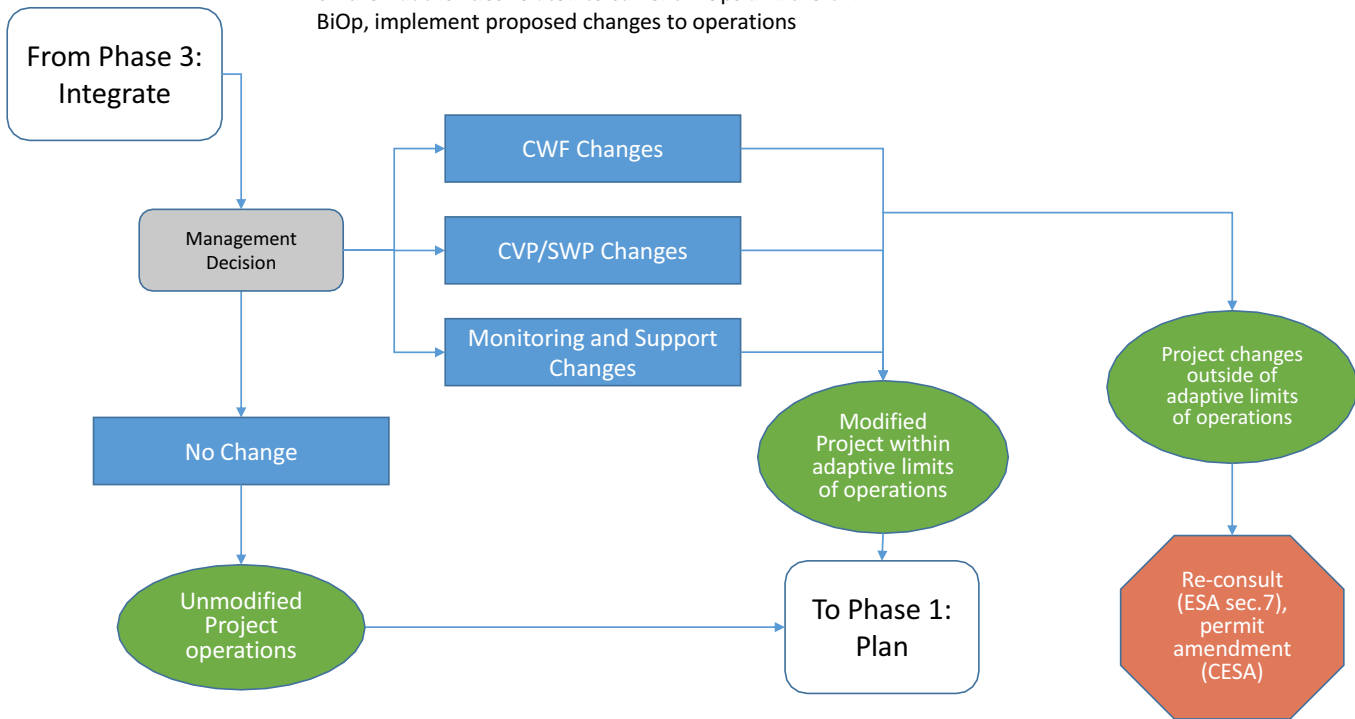 BiOp, implement proposed changes to operations
From Phase 3:
Integrate
CWF Changes
Management
Decision
CVP/SWP Changes
Monitoring and Support
Changes
Project changes
outside of
adaptive limits
of operations
No Change
Modified
Project within
adaptive limits
of operations
Unmodified
Project
operations
To Phase 1:
Plan
Re-consult
(ESA sec.7),
permit
amendment
(CESA)